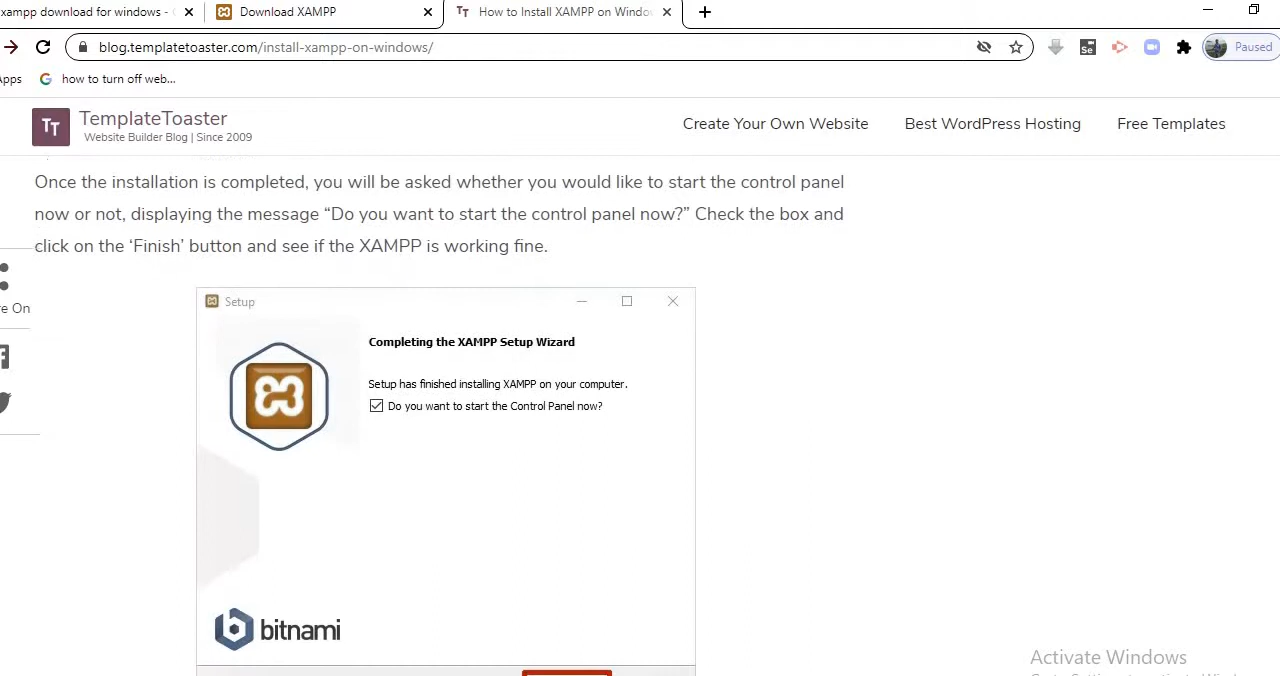 xampp download for windows -
Download XAMPP
How to Install XAMPP on Windo
blog.templatetoaster.com/install-xampp-on-windows/
Se
Paused
Apps
how to turn off web...
TT
TemplateToaster
Website Builder Blog | Since 2009
Create Your Own Website
Best WordPress Hosting
Free Templates
Once the installation is completed, you will be asked whether you would like to start the control panel
now or not, displaying the message “Do you want to start the control panel now?” Check the box and
click on the ‘Finish’ button and see if the XAMPP is working fine.
re On
Setup
Completing the XAMPP Setup Wizard
Setup has finished installing XAMPP on your computer.
Do you want to start the Control Panel now?
bitnami
Activate Windows